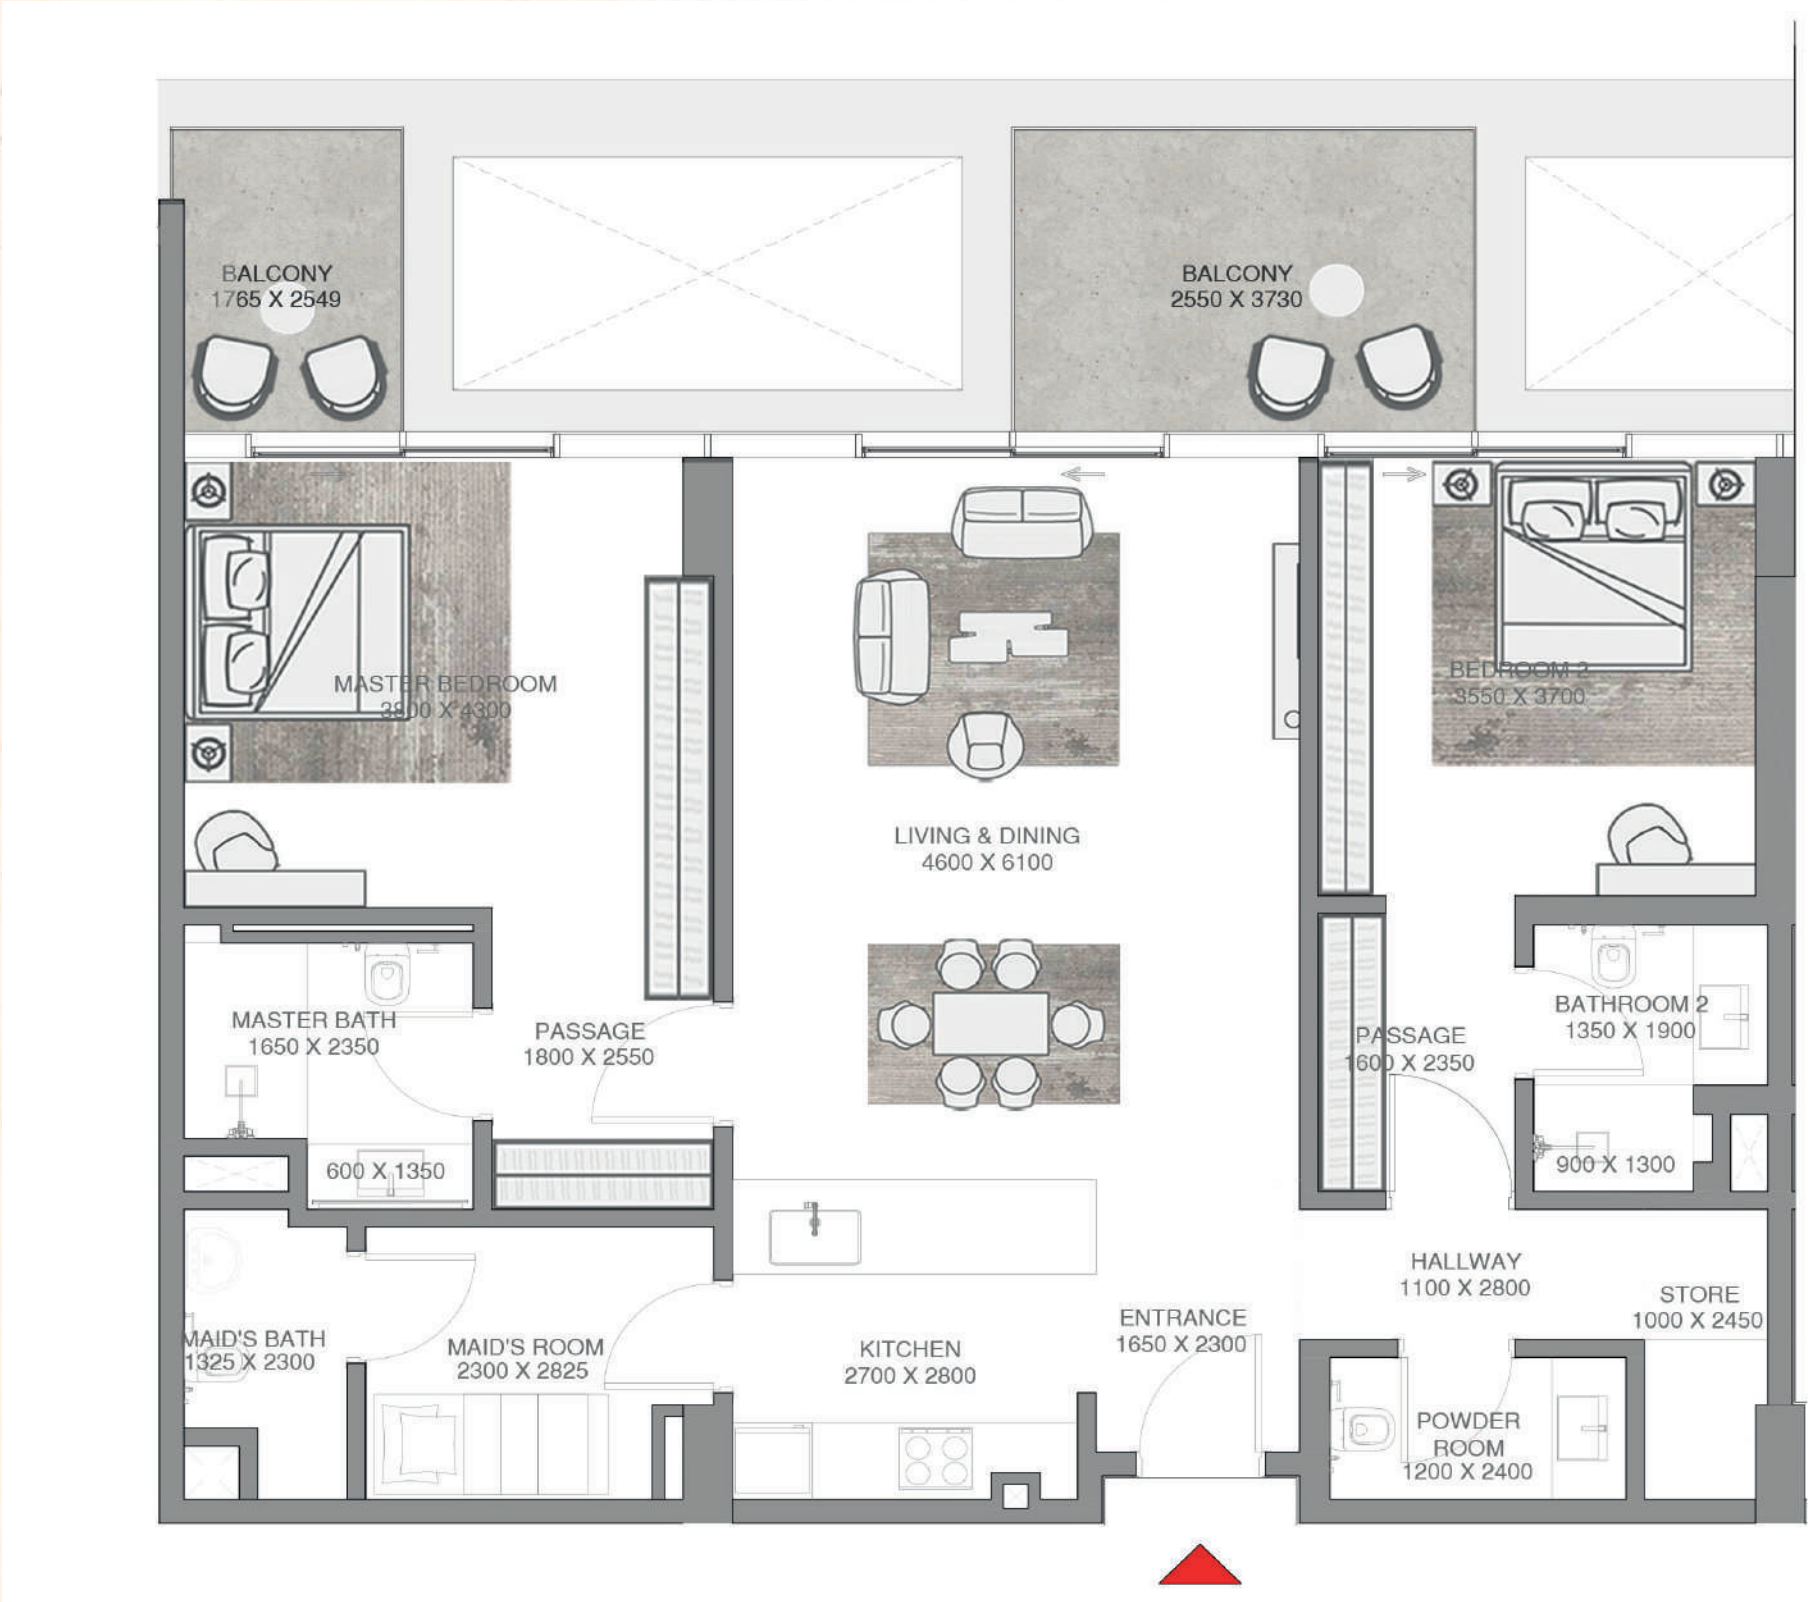 BALCONY
1765 X 2549
BALCONY
2550 X 3730
MASTER BEDROOM
3800 X 4300
BEDROOM 2
3550 X 3700
LIVING & DINING
4600 X 6100
MASTER BATH
1650 X 2350
PASSAGE
1800 X 2550
PASSAGE
1600 X 2350
BATHROOM 2
1350 X 1900
600 X 1350
900 X 1300
HALLWAY
1100 X 2800
STORE
1000 X 2450
MAID'S BATH
1325 X 2300
MAID'S ROOM
2300 X 2825
KITCHEN
2700 X 2800
ENTRANCE
1650 X 2300
POWDER
ROOM
1200 X 2400